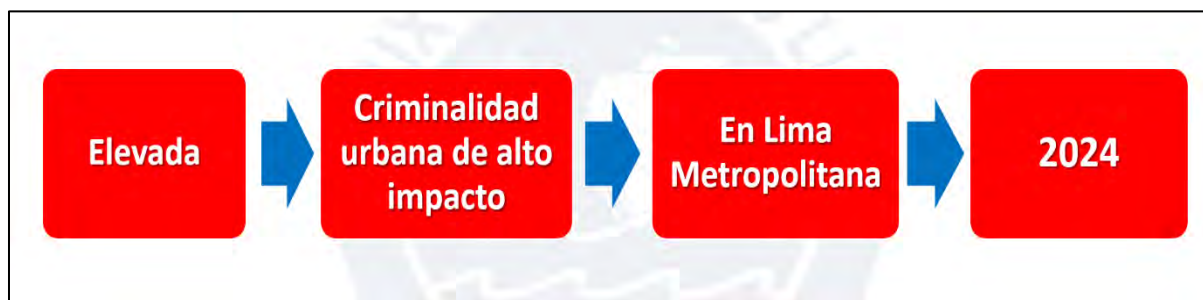 Elevada
Criminalidad
urbana de alto
impacto
En Lima
Metropolitana
2024